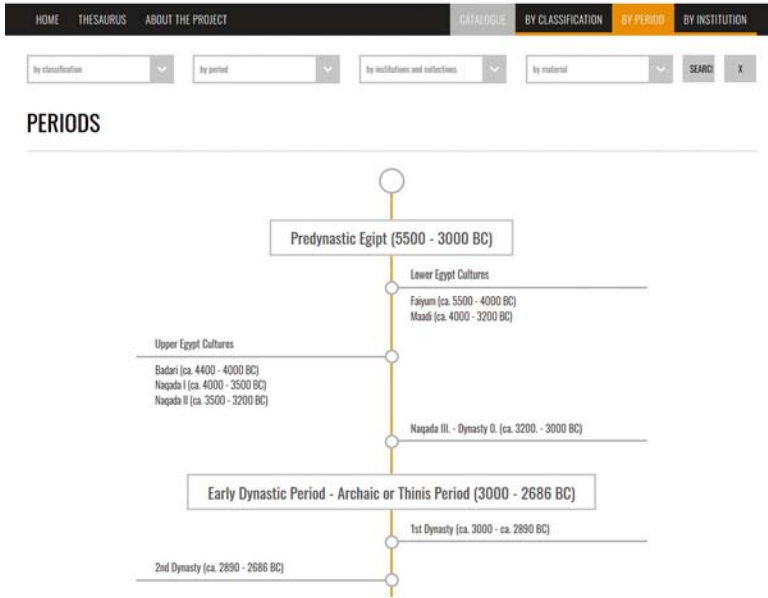 HOME THESAURUS ABOUT THE PROJECT CATALOGUE BY CLASSIFICATION BY PERIOD BY INSTITUTION
by classification by period by institutions and collections by material SEARC X
PERIODS
Predynastic Egipt (5500 - 3000 BC)
Lower Egypt Cultures
Faiyum (ca. 5500 - 4000 BC)
Maadi (ca. 4000 - 3200 BC)
Upper Egypt Cultures
Badari (ca. 4400 - 4000 BC)
Naqada I (ca. 4000 - 3500 BC)
Naqada II (ca. 3500 - 3200 BC)
Naqada III. - Dynasty 0. (ca. 3200. - 3000 BC)
Early Dynastic Period - Archaic or Thinis Period (3000 - 2686 BC)
1st Dynasty (ca. 3000 - ca. 2890 BC)
2nd Dynasty (ca. 2890 - 2686 BC)